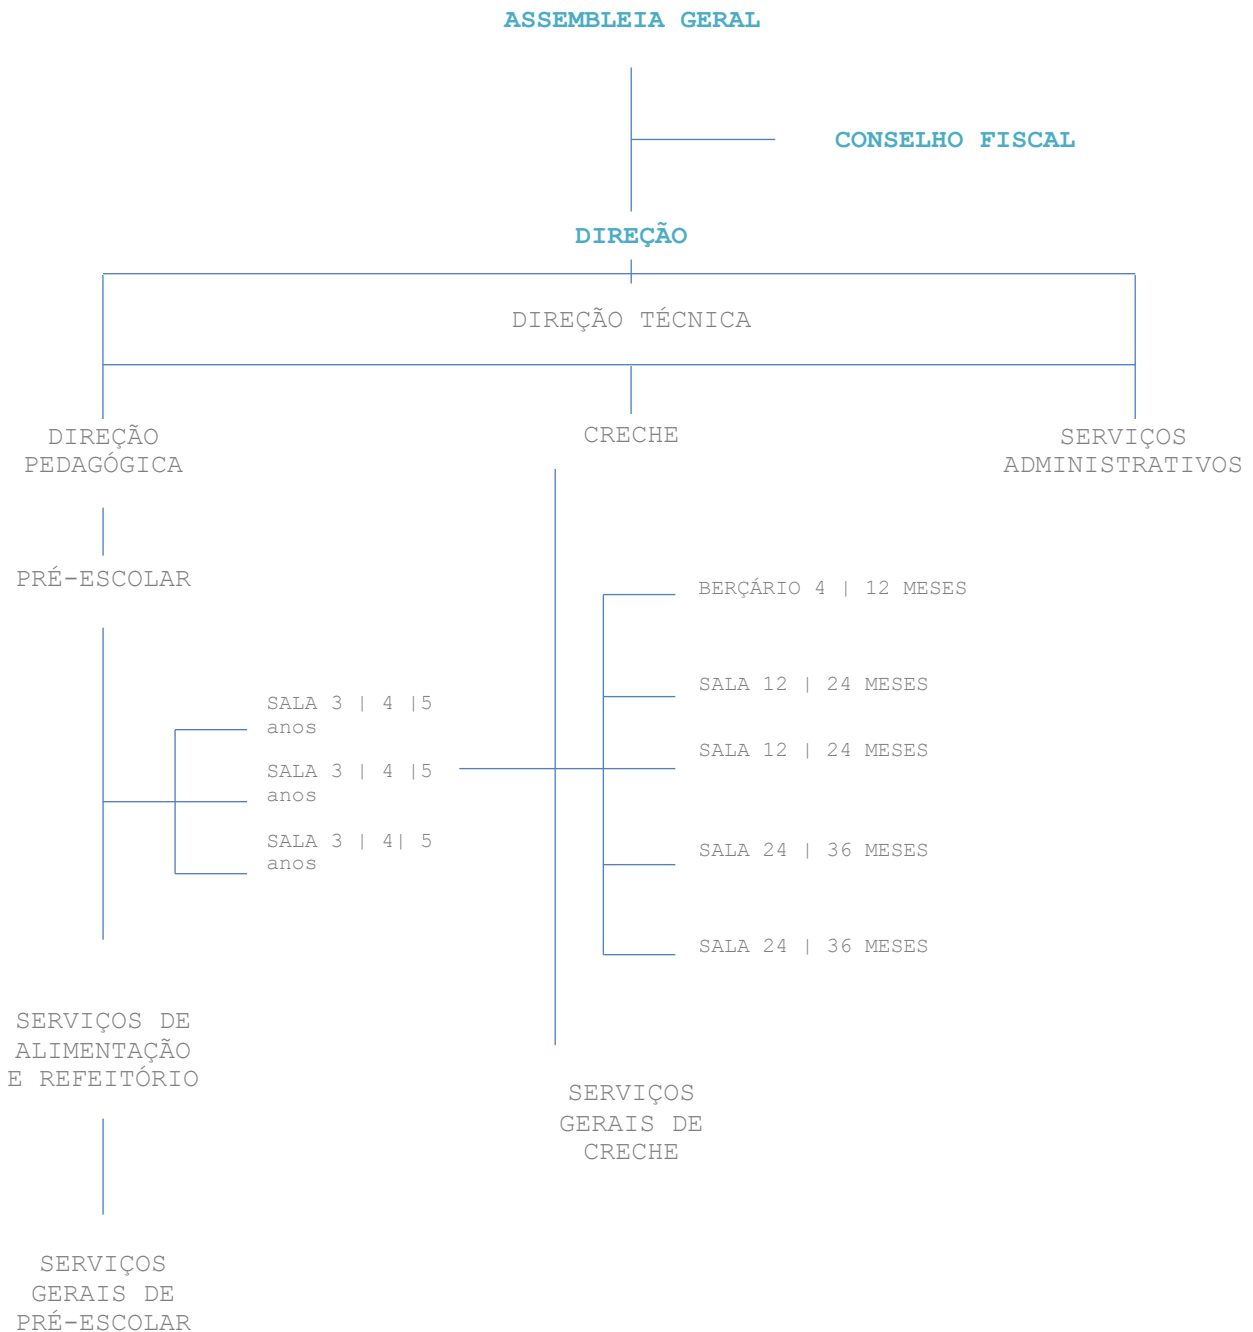 ASSEMBLEIA GERAL
CONSELHO FISCAL
DIREÇÃO
DIREÇÃO TÉCNICA
DIREÇÃO
PEDAGÓGICA
CRECHE
SERVIÇOS
ADMINISTRATIVOS
PRÉ-ESCOLAR
BERÇÁRIO 4 | 12 MESES
SALA 12 | 24 MESES
SALA 3 | 4 |5
anos
SALA 12 | 24 MESES
SALA 3 | 4 |5
anos
SALA 3 | 4| 5
anos
SALA 24 | 36 MESES
SALA 24 | 36 MESES
SERVIÇOS DE
ALIMENTAÇÃO
E REFEITÓRIO
SERVIÇOS
GERAIS DE
CRECHE
SERVIÇOS
GERAIS DE
PRÉ-ESCOLAR